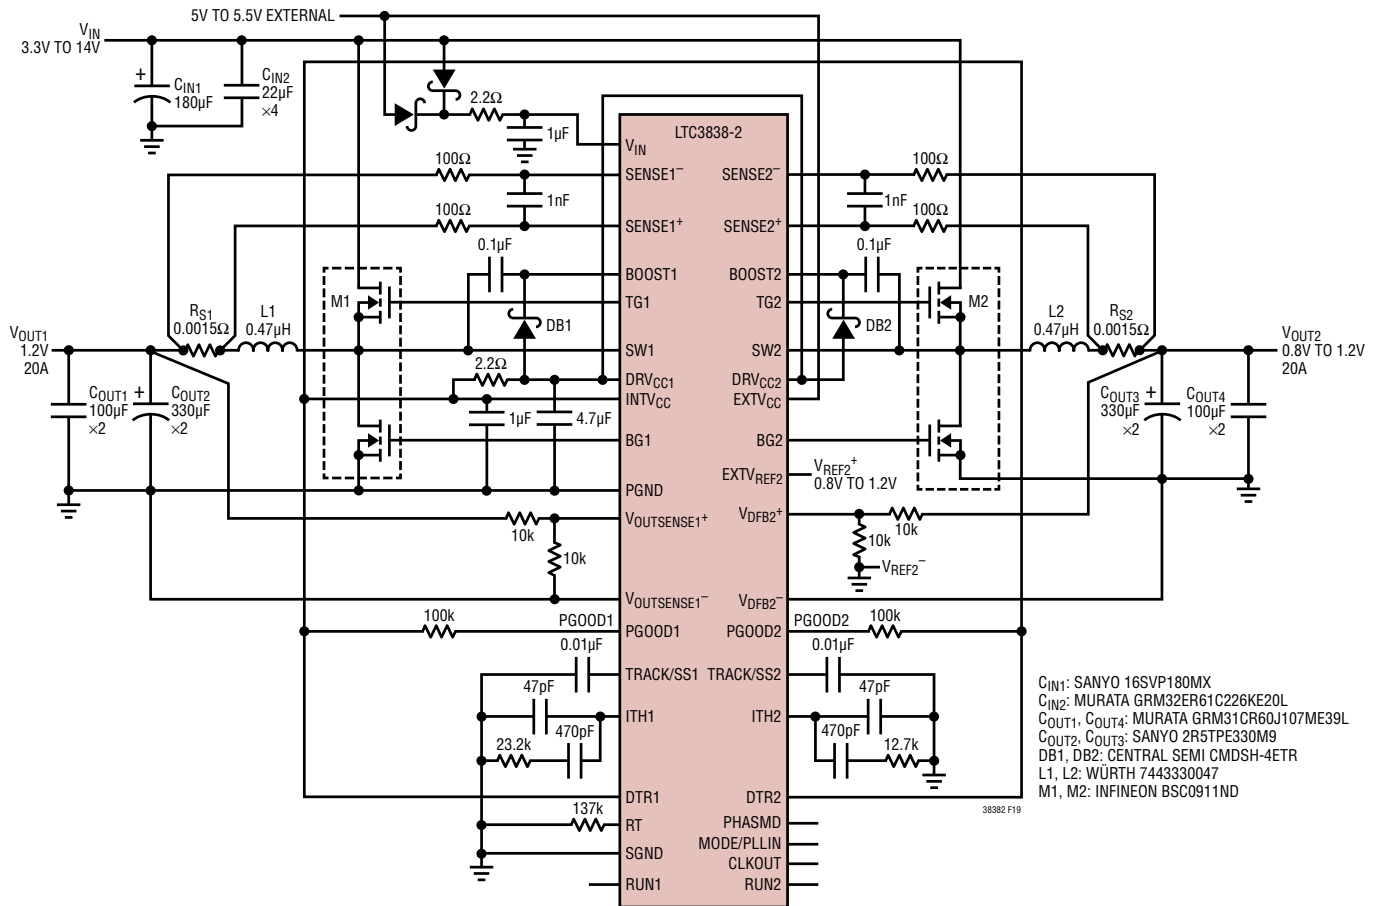 5V TO 5.5V EXTERNAL
VIN
3.3V TO 14V
+
CIN1
180µF
CIN2
22µF
×4
2.2Ω
1µF
LTC3838-2
VIN
100Ω
SENSE1–
SENSE2–
100Ω
1nF
1nF
100Ω
SENSE1+
SENSE2+
100Ω
0.1µF
0.1µF
BOOST1
BOOST2
M1
TG1
TG2
M2
DB1
DB2
RS1
0.0015Ω
L1
0.47µH
L2
0.47µH
RS2
0.0015Ω
VOUT1
1.2V
20A
SW1
SW2
VOUT2
0.8V TO 1.2V
20A
2.2Ω
DRVCC1
DRVCC2
INTVCC
EXTVCC
COUT1
100µF
×2
+
COUT2
330µF
×2
1µF
4.7µF
COUT3
330µF
×2
+
COUT4
100µF
×2
BG1
BG2
EXTVREF2
VREF2+
0.8V TO 1.2V
PGND
VOUTSENSE1+
VDFB2+
10k
10k
10k
10k
VREF2–
VOUTSENSE1–
VDFB2–
100k
PGOOD1
PGOOD1
PGOOD2
PGOOD2
100k
0.01µF
0.01µF
TRACK/SS1
TRACK/SS2
47pF
47pF
ITH1
ITH2
470pF
470pF
23.2k
12.7k
CIN1: SANYO 16SVP180MX
CIN2: MURATA GRM32ER61C226KE20L
COUT1, COUT4: MURATA GRM31CR60J107ME39L
COUT2, COUT3: SANYO 2R5TPE330M9
DB1, DB2: CENTRAL SEMI CMDSH-4ETR
L1, L2: WÜRTH 7443330047
M1, M2: INFINEON BSC0911ND
DTR1
DTR2
38382 F19
137k
RT
PHASMD
MODE/PLLIN
SGND
CLKOUT
RUN1
RUN2